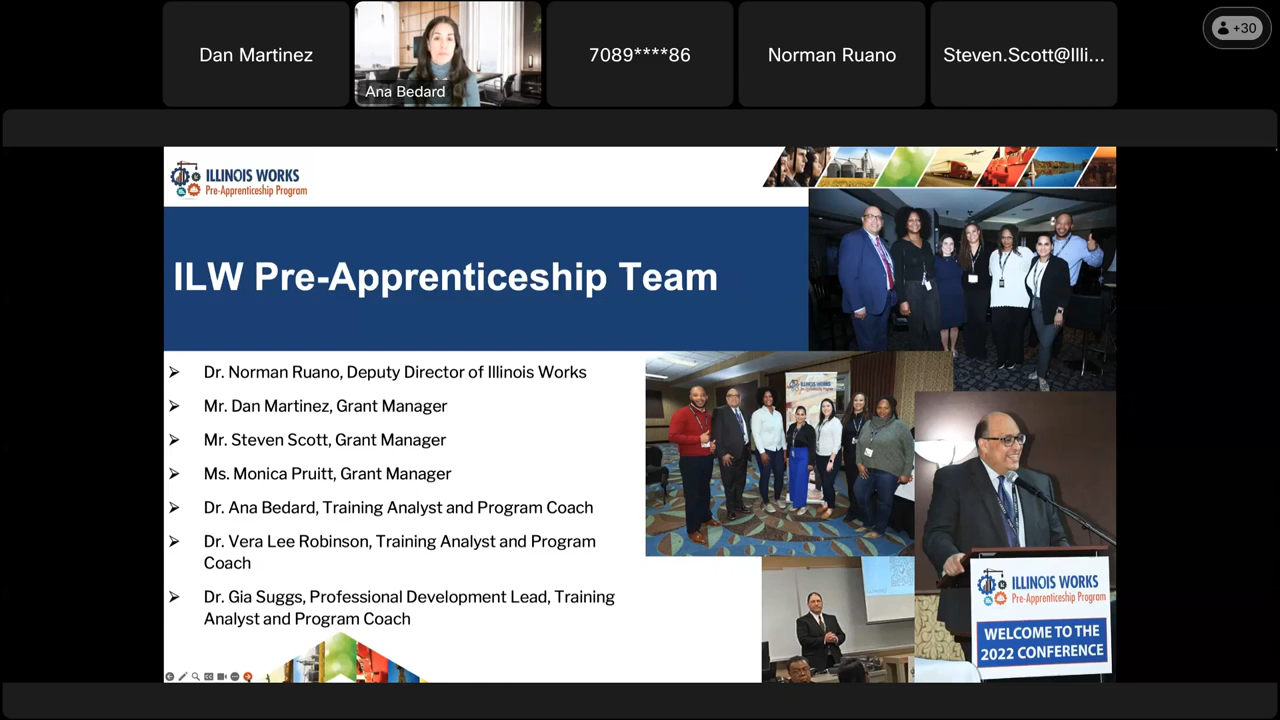 Dan Martinez
Ana Bedard
7089****86
Norman Ruano
Steven.Scott@Illi...
+30
ILLINOIS WORKS
Pre-Apprenticeship Program
ILW Pre-Apprenticeship Team
➢ Dr. Norman Ruano, Deputy Director of Illinois Works
➢ Mr. Dan Martinez, Grant Manager
➢ Mr. Steven Scott, Grant Manager
➢ Ms. Monica Pruitt, Grant Manager
➢ Dr. Ana Bedard, Training Analyst and Program Coach
➢ Dr. Vera Lee Robinson, Training Analyst and Program
Coach
➢ Dr. Gia Suggs, Professional Development Lead, Training
Analyst and Program Coach
ILLINOIS WORKS
ILLINOIS WORKS
Pre-Apprenticeship Program
WELCOME TO THE
2022 CONFERENCE